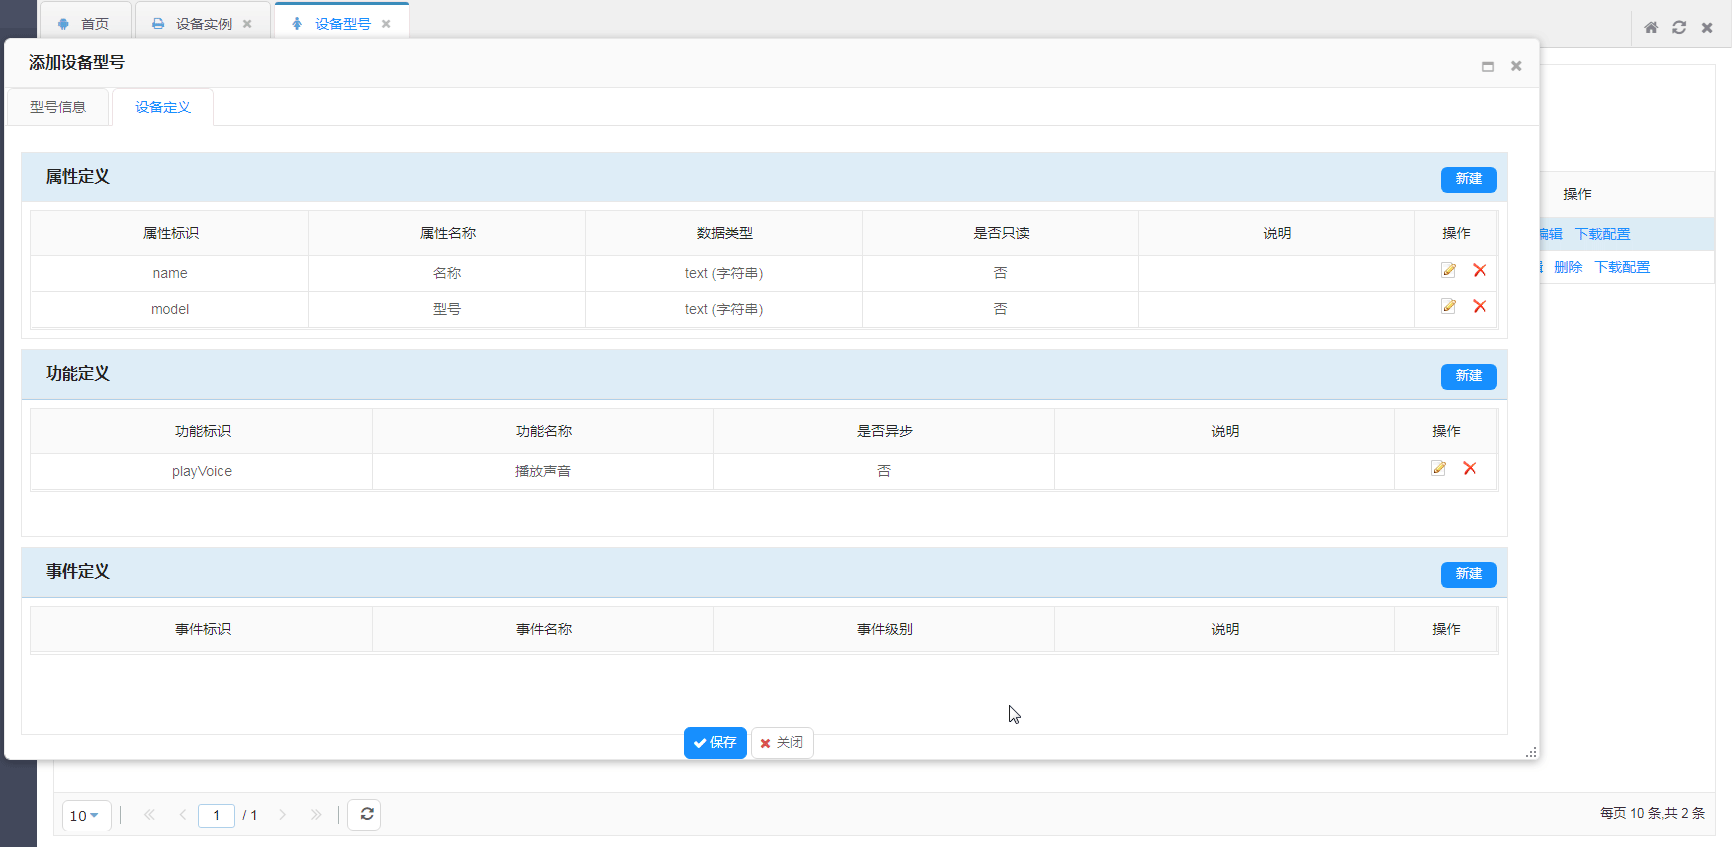 首页 设备实例 设备型号
添加设备型号
型号信息 设备定义
属性定义 新建
属性标识 属性名称 数据类型 是否只读 说明 操作
name 名称 text (字符串) 否
model 型号 text (字符串) 否
功能定义 新建
功能标识 功能名称 是否异步 说明 操作
playVoice 播放声音 否
事件定义 新建
事件标识 事件名称 事件级别 说明 操作
保存 关闭
操作
编辑 下载配置
删除 下载配置
10 1 / 1 每页 10 条,共 2 条